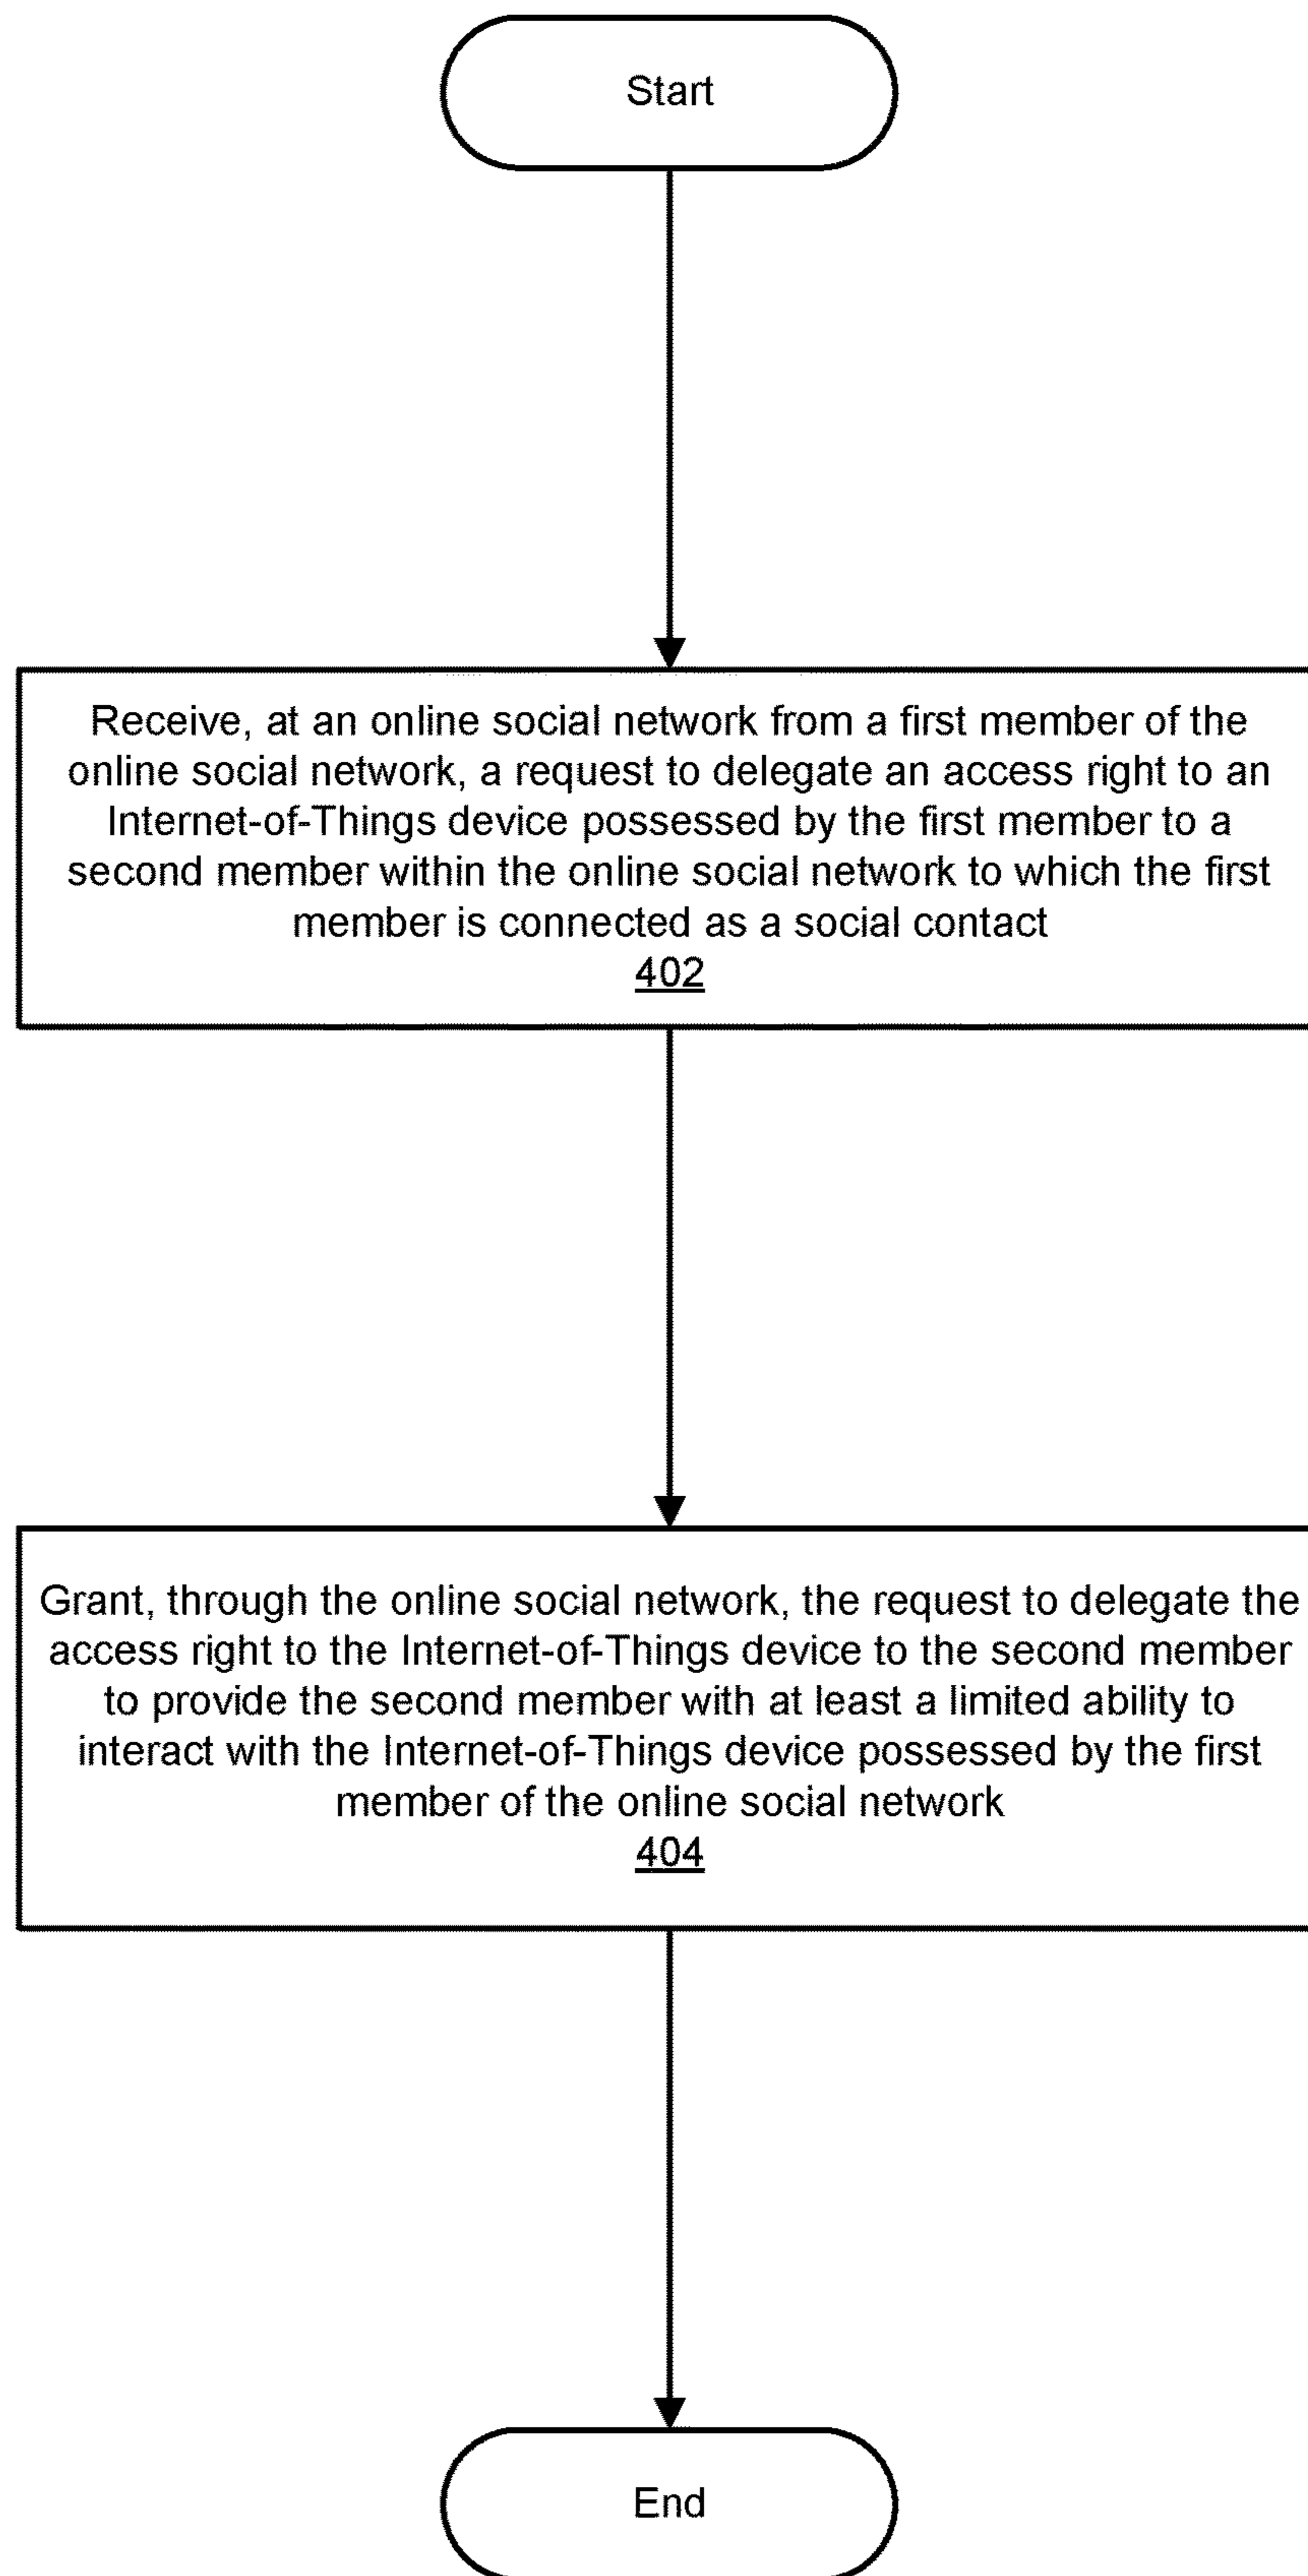 Start
Receive, at an online social network from a first member of the
online social network, a request to delegate an access right to an
Internet-of-Things device possessed by the first member to a
second member within the online social network to which the first
member is connected as a social contact
402
Grant, through the online social network, the request to delegate the
access right to the Internet-of-Things device to the second member
to provide the second member with at least a limited ability to
interact with the Internet-of-Things device possessed by the first
member of the online social network
404
End